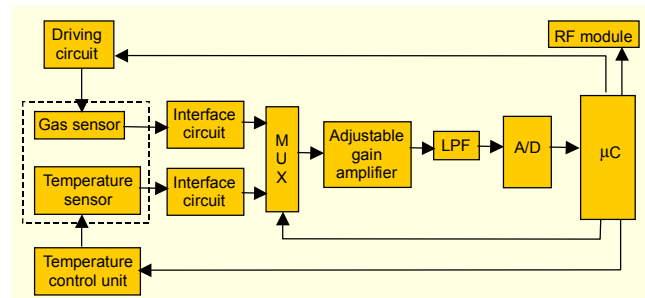 Driving
circuit
RF module
Gas sensor
Interface
circuit
M
U
X
Adjustable
gain
amplifier
LPF
A/D
µC
Temperature
sensor
Interface
circuit
Temperature
control unit